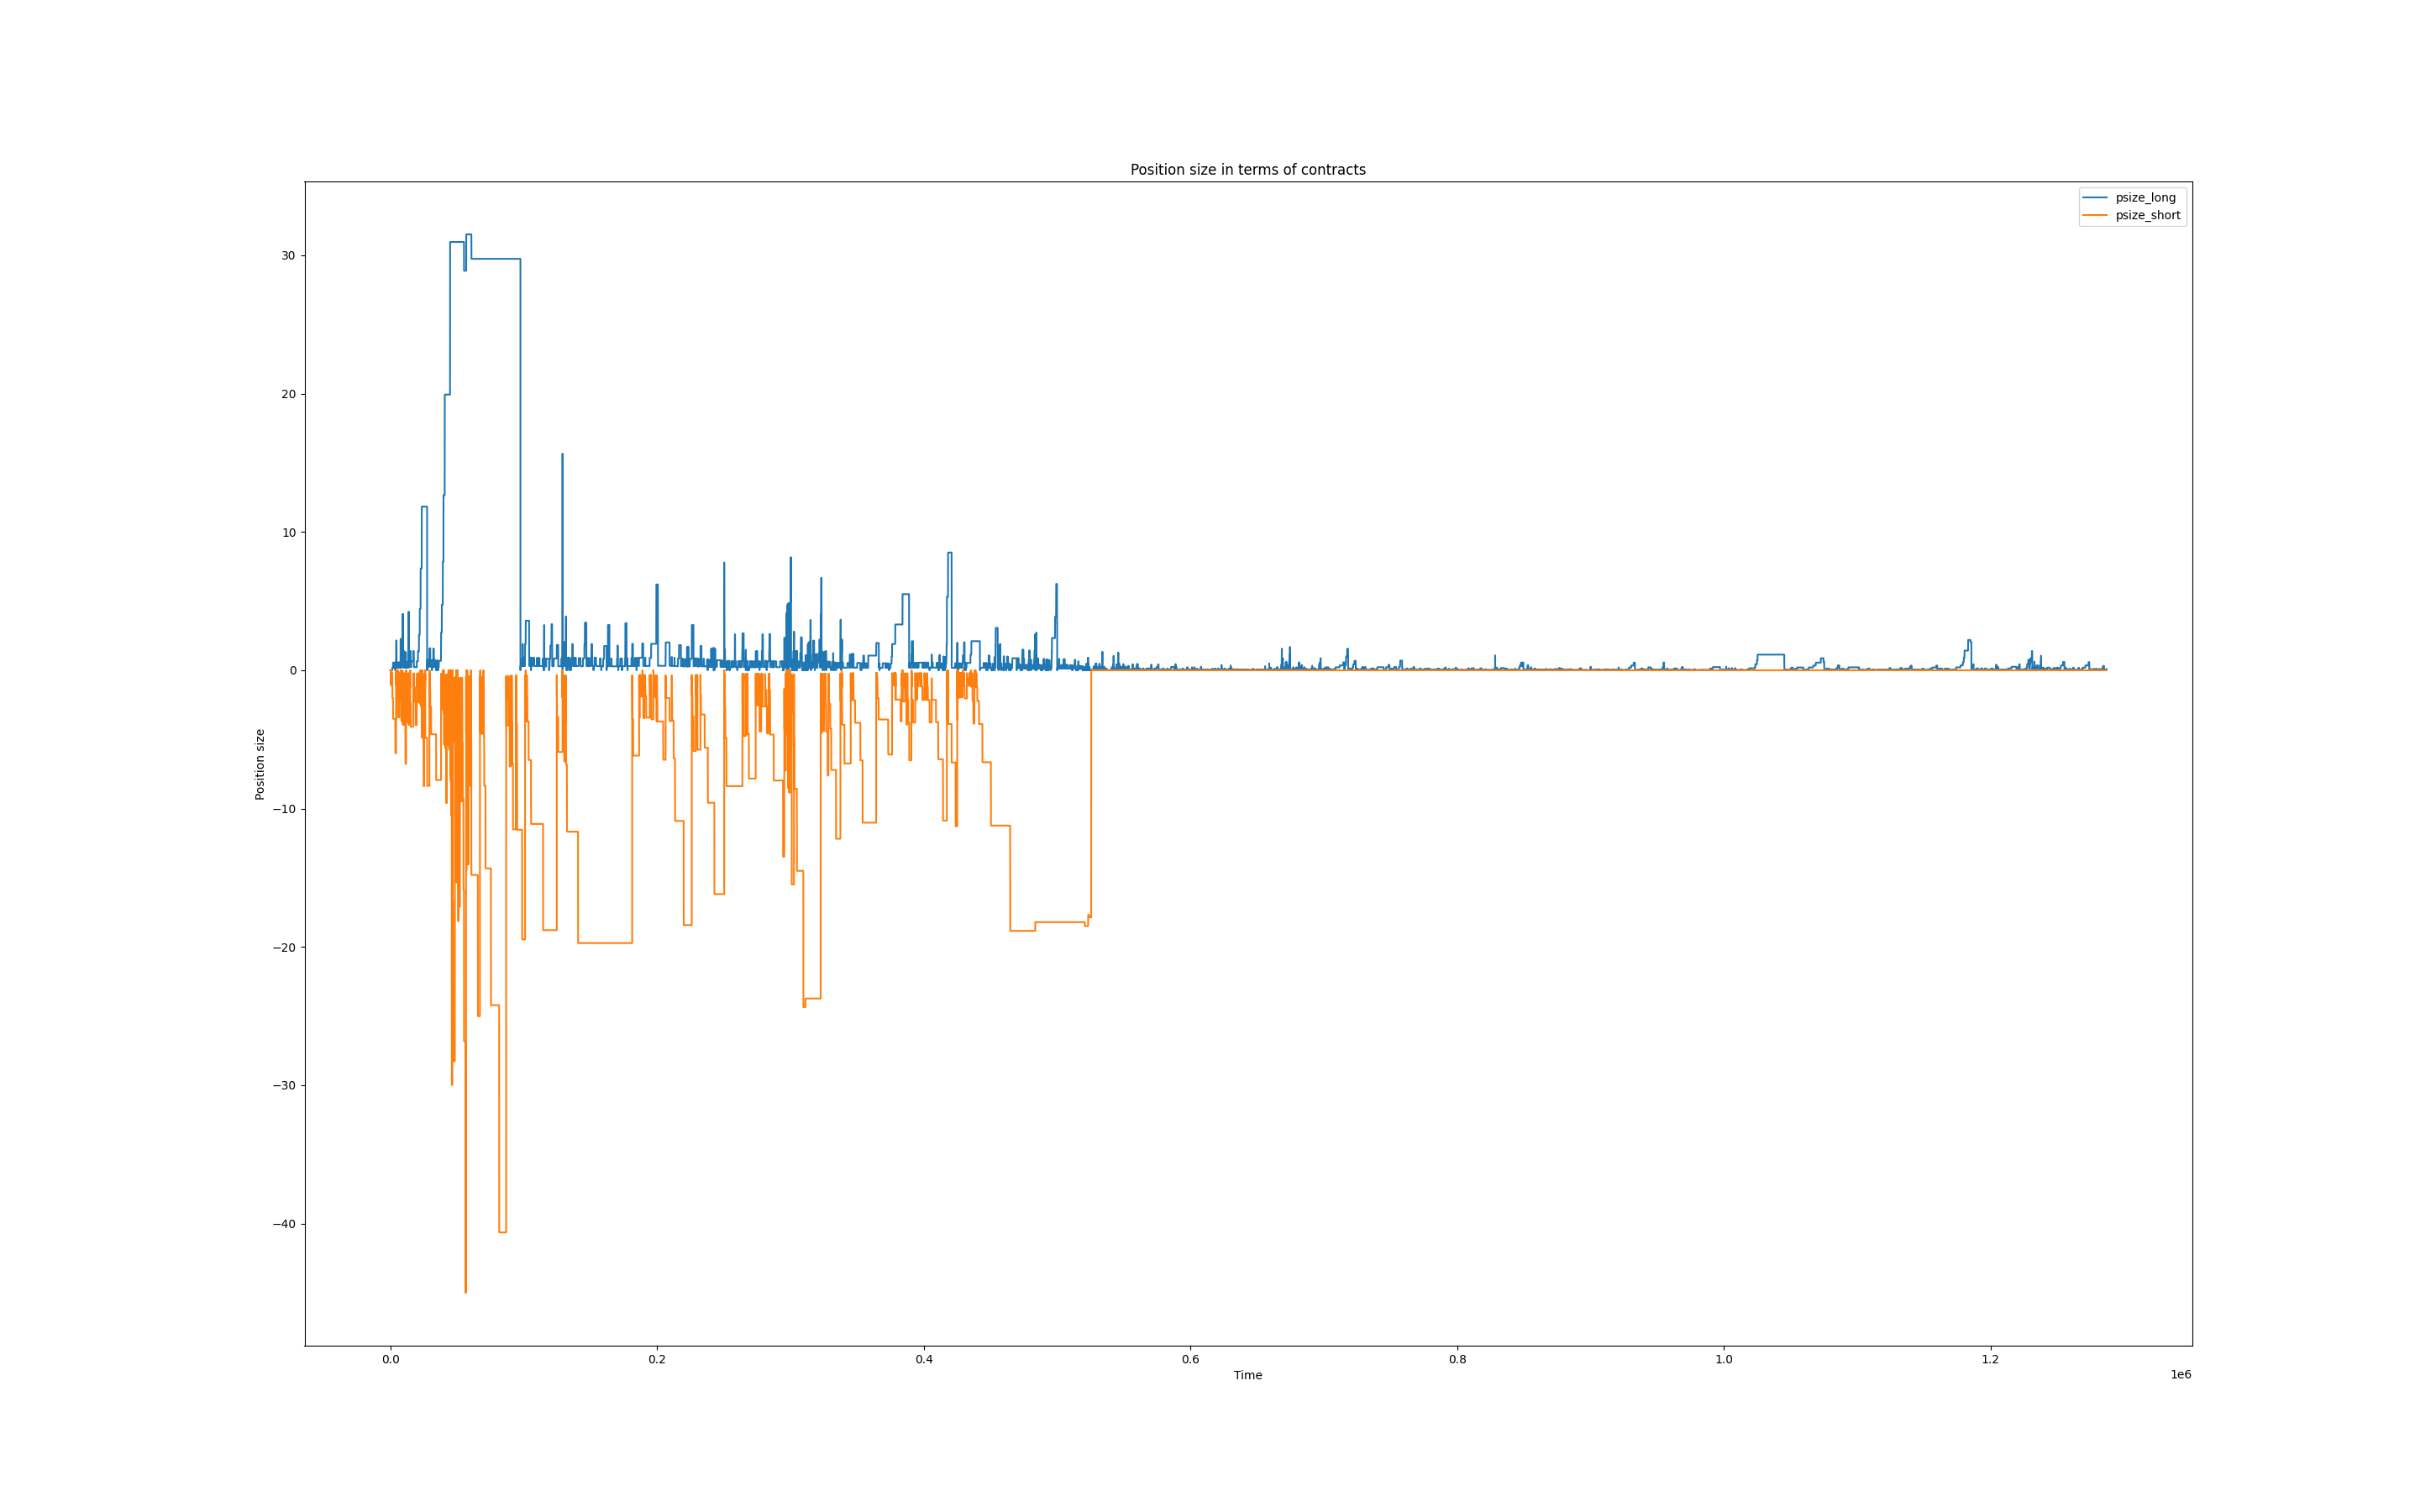 Position size in terms of contracts
psize_long
psize_short
30
20
10
0
−10
−20
−30
−40
Position size
0.0 0.2 0.4 0.6 0.8 1.0 1.2
Time
1e6